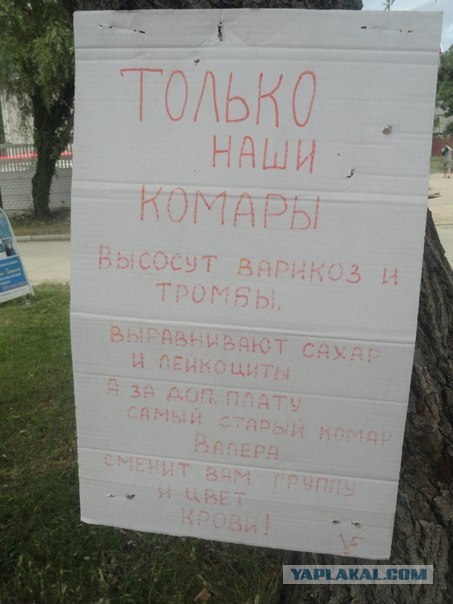 ТОЛЬКО
НАШИ
КОМАРЫ
ВЫСОСУТ ВАРИКОЗ И
ТРОМБЫ.
ВЫРАВНИВАЮТ САХАР
И ЛЕЙКОЦИТЫ
А ЗА ДОП. ПЛАТУ
САМЫЙ СТАРЫЙ КОМАР
ВАЛЕРА
СМЕНИТ ВАМ ГРУППУ
И ЦВЕТ
КРОВИ!
YAPLAKAL.COM